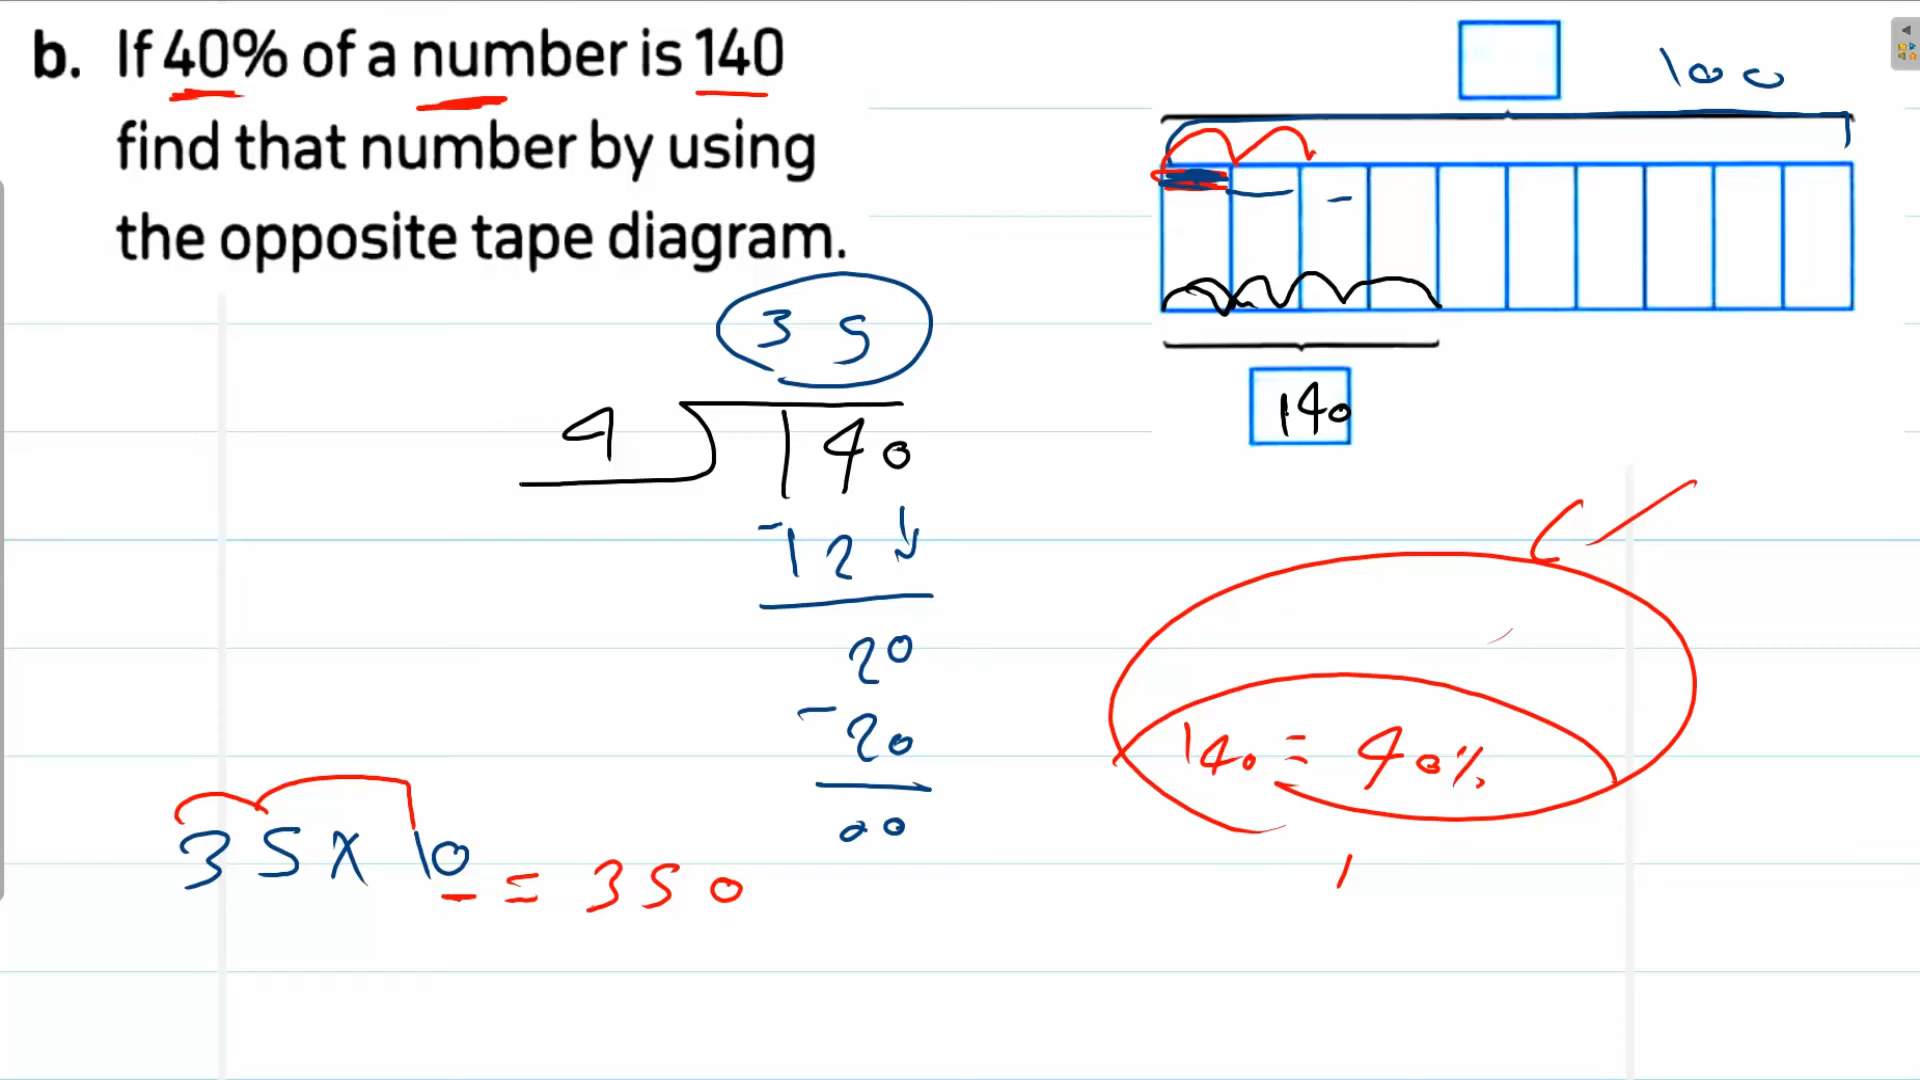 b. If 40% of a number is 140
find that number by using
the opposite tape diagram.
100
140
35
4 140
- 12
20
- 20
00
140 = 40%
35 x 10 = 350